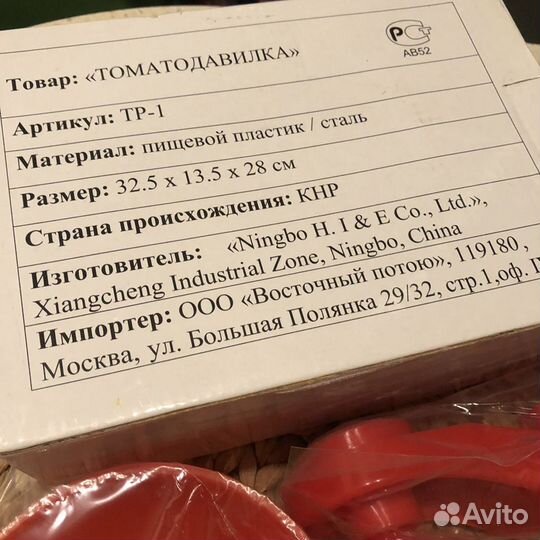 Товар: «ТОМАТОДАВИЛКА»
РСТ
АВ52
Артикул: ТР-1
Материал: пищевой пластик / сталь
Размер: 32.5 х 13.5 х 28 см
Страна происхождения: КНР
Изготовитель: «Ningbo H. I & E Co., Ltd.»,
Xiangcheng Industrial Zone, Ningbo, China
Импортер: ООО «Восточный потою», 119180 ,
Москва, ул. Большая Полянка 29/32, стр.1,оф.
Avito